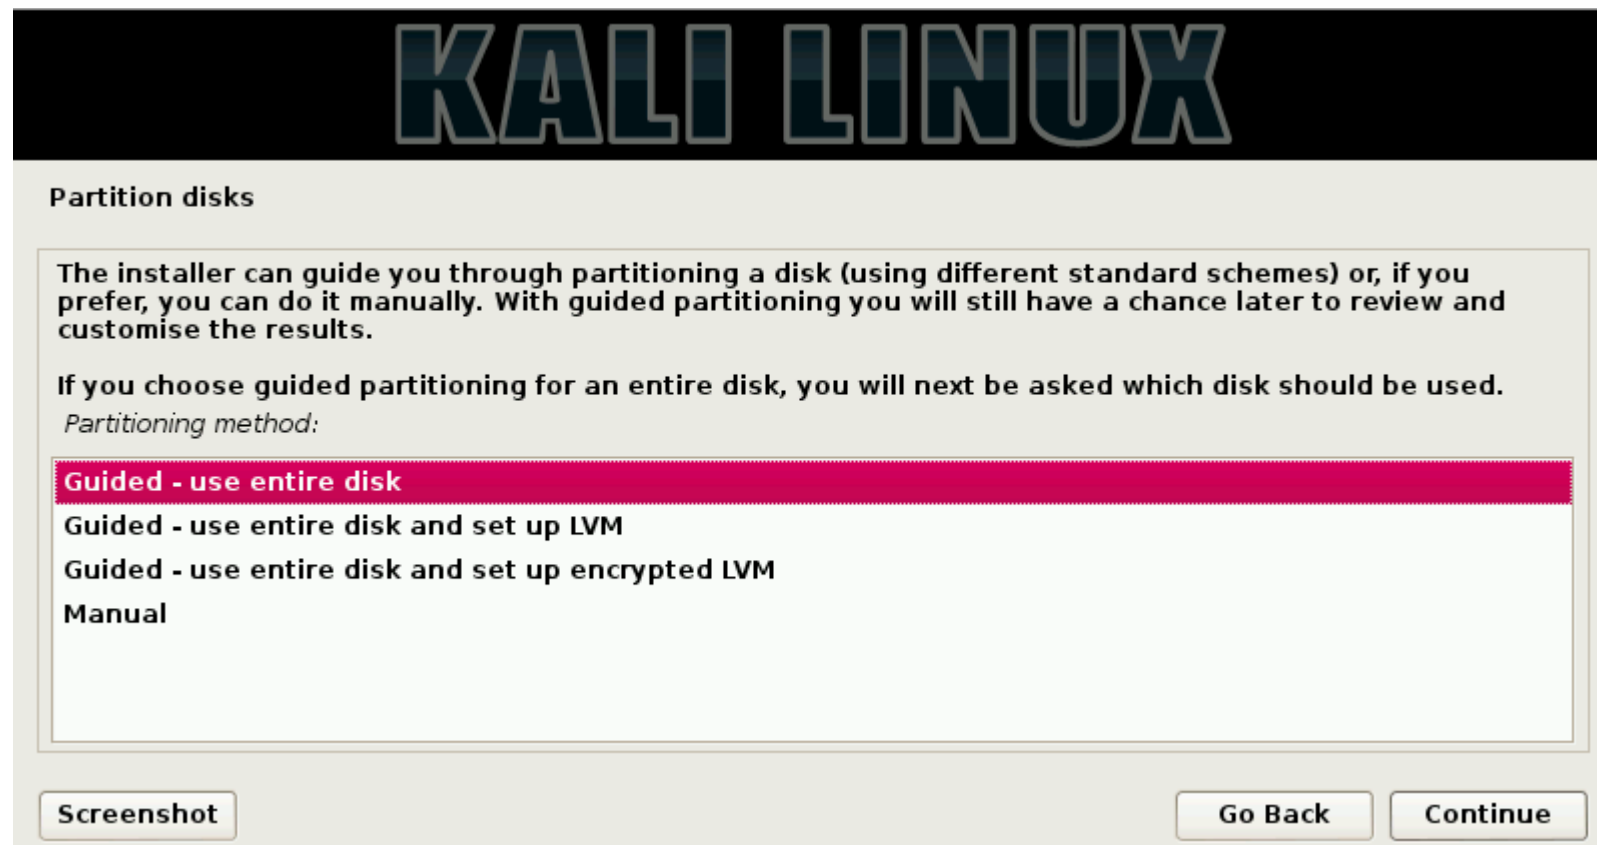 KALI LINUX
Partition disks
The installer can guide you through partitioning a disk (using different standard schemes) or, if you
prefer, you can do it manually. With guided partitioning you will still have a chance later to review and
customise the results.
If you choose guided partitioning for an entire disk, you will next be asked which disk should be used.
Partitioning method:
Guided - use entire disk
Guided - use entire disk and set up LVM
Guided - use entire disk and set up encrypted LVM
Manual
Screenshot Go Back Continue